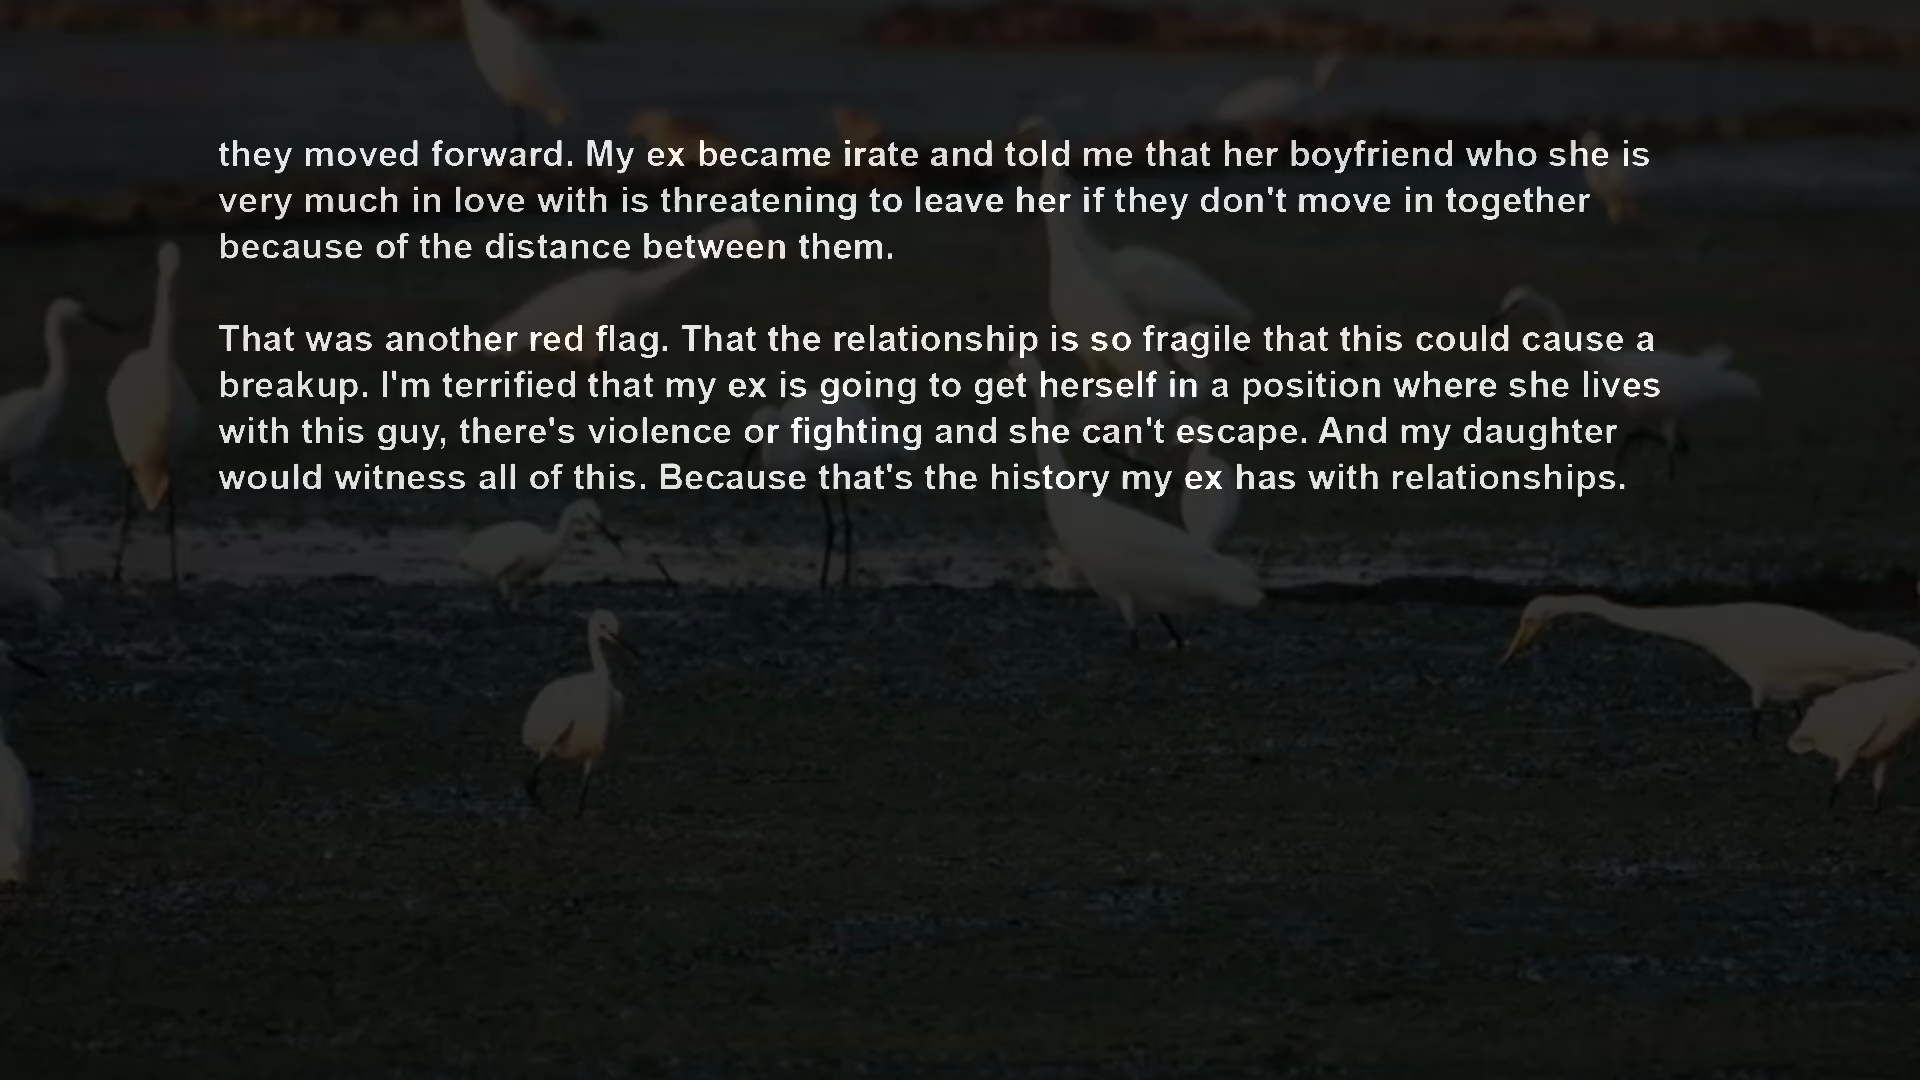 they moved forward. My ex became irate and told me that her boyfriend who she is
very much in love with is threatening to leave her if they don't move in together
because of the distance between them.
That was another red flag. That the relationship is so fragile that this could cause a
breakup. I'm terrified that my ex is going to get herself in a position where she lives
with this guy, there's violence or fighting and she can't escape. And my daughter
would witness all of this. Because that's the history my ex has with relationships.